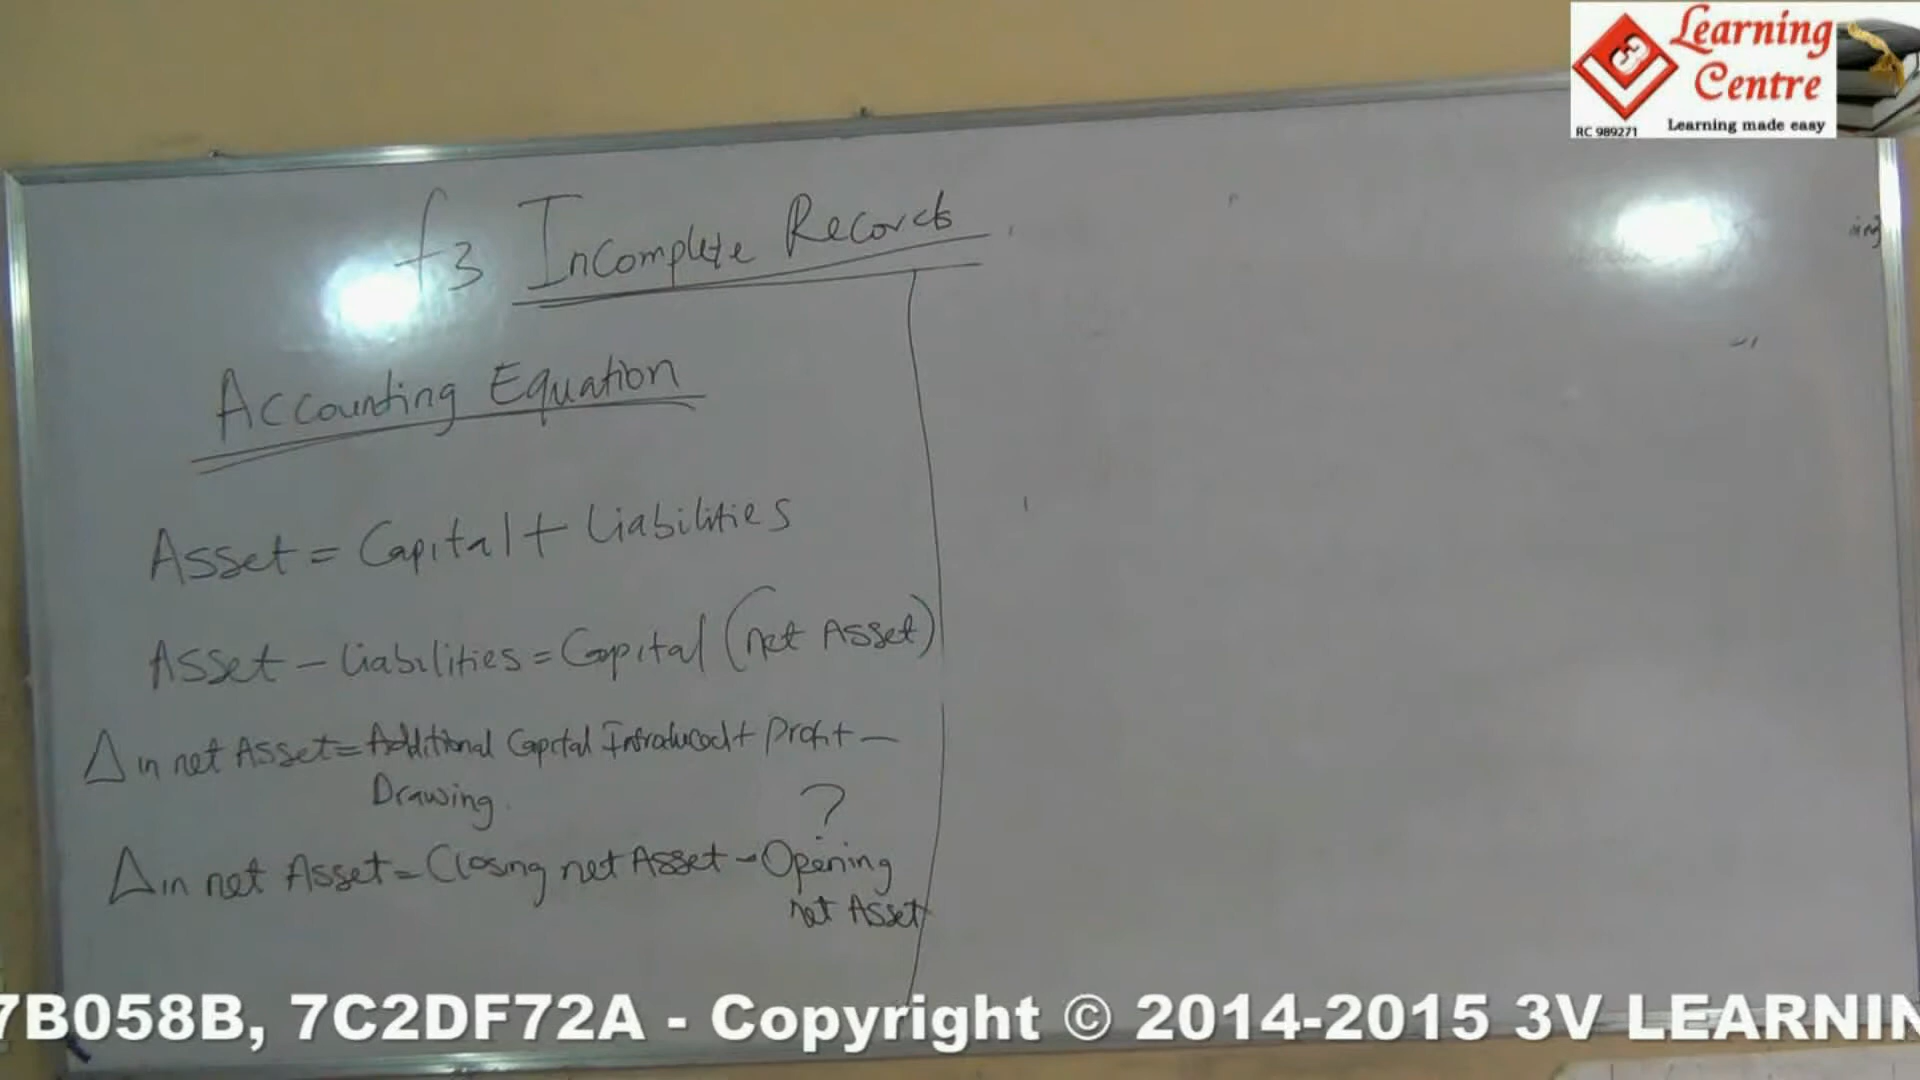 Learning
Centre
RC 989271 Learning made easy
f3 Incomplete Records
Accounting Equation
Asset = Capital + Liabilities
Asset - Liabilities = Capital (net Asset)
Δ in net Asset = Additional Capital Introduced + Profit -
Drawing.
?
Δ in net Asset = Closing net Asset - Opening
net Asset
7B058B, 7C2DF72A - Copyright © 2014-2015 3V LEARNIN